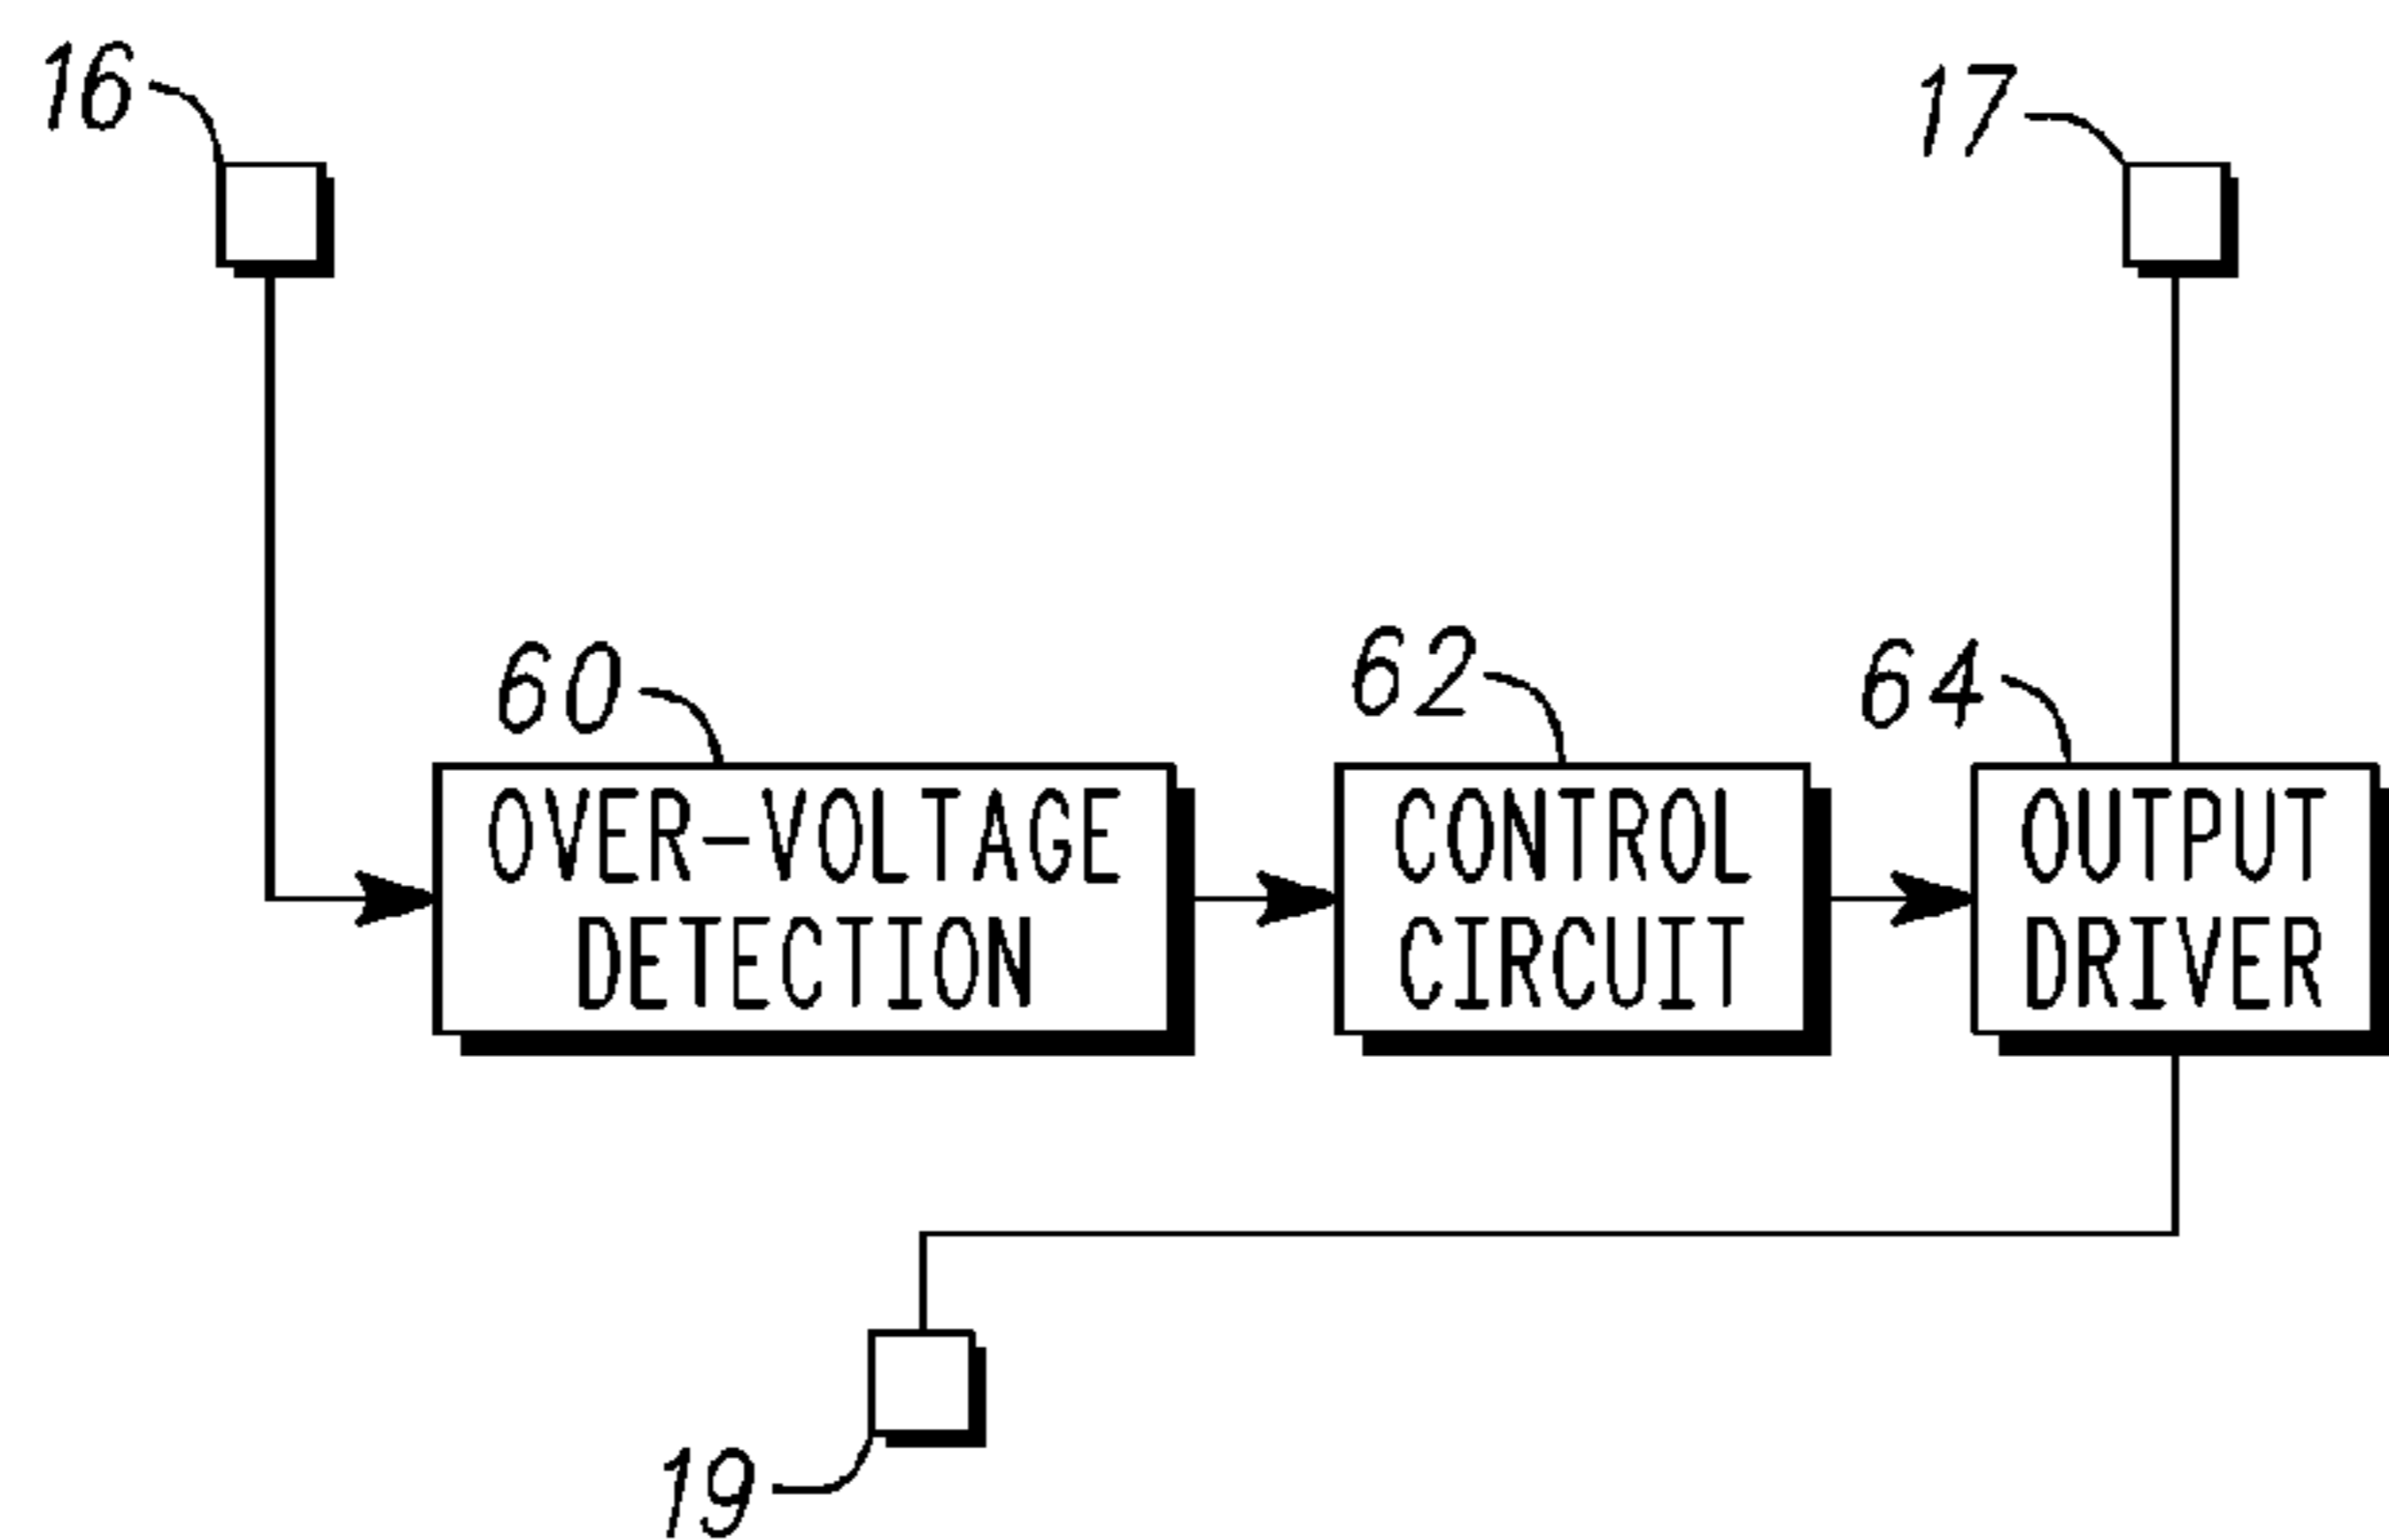 16
17
60
62
64
OVER-VOLTAGE
DETECTION
CONTROL
CIRCUIT
OUTPUT
DRIVER
19